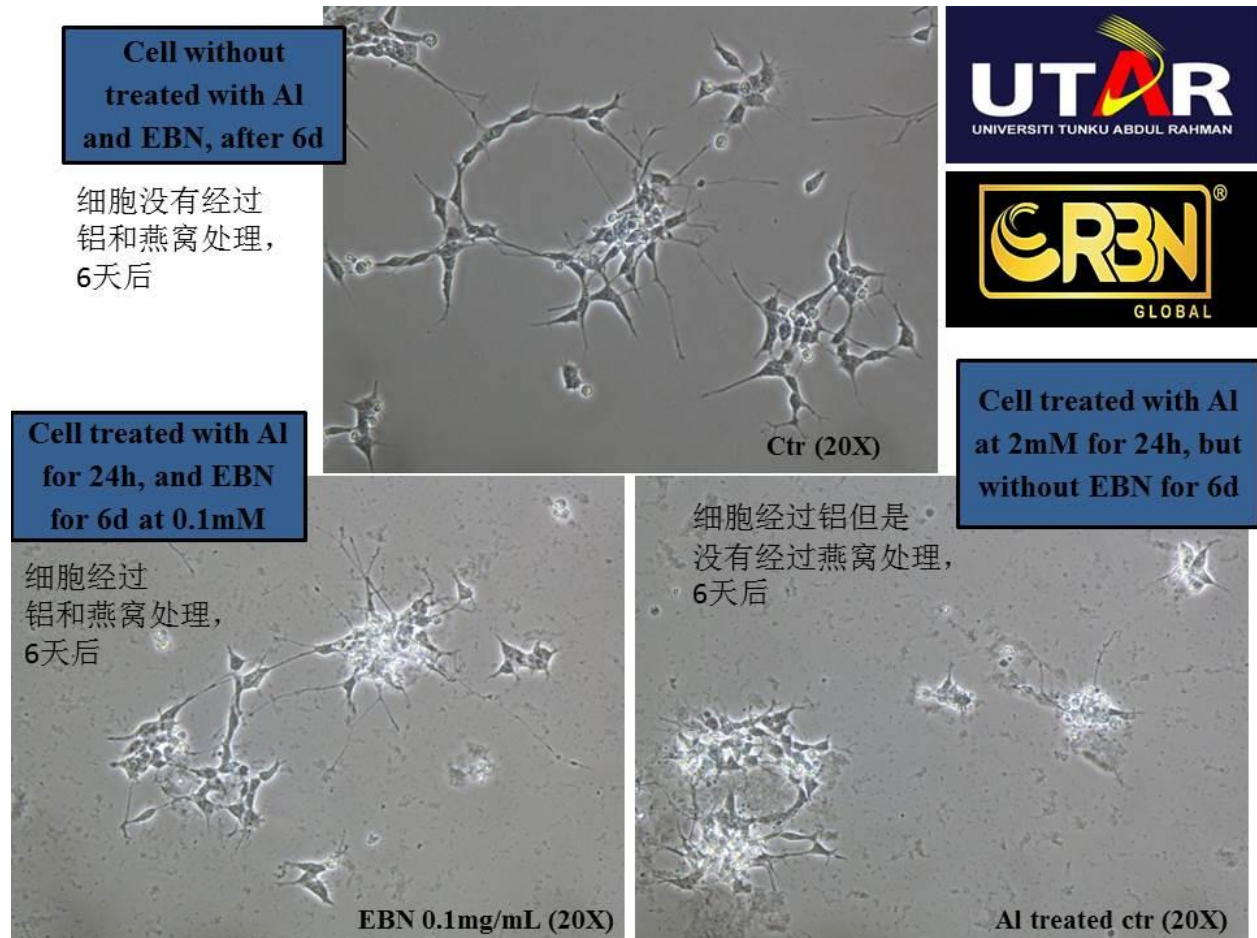 Cell without
treated with Al
and EBN, after 6d
细胞没有经过
铝和燕窝处理，
6天后
Ctr (20X)
UTAR
UNIVERSITI TUNKU ABDUL RAHMAN
CRBN®
GLOBAL
Cell treated with Al
for 24h, and EBN
for 6d at 0.1mM
细胞经过
铝和燕窝处理，
6天后
EBN 0.1mg/mL (20X)
Cell treated with Al
at 2mM for 24h, but
without EBN for 6d
细胞经过铝但是
没有经过燕窝处理，
6天后
Al treated ctr (20X)